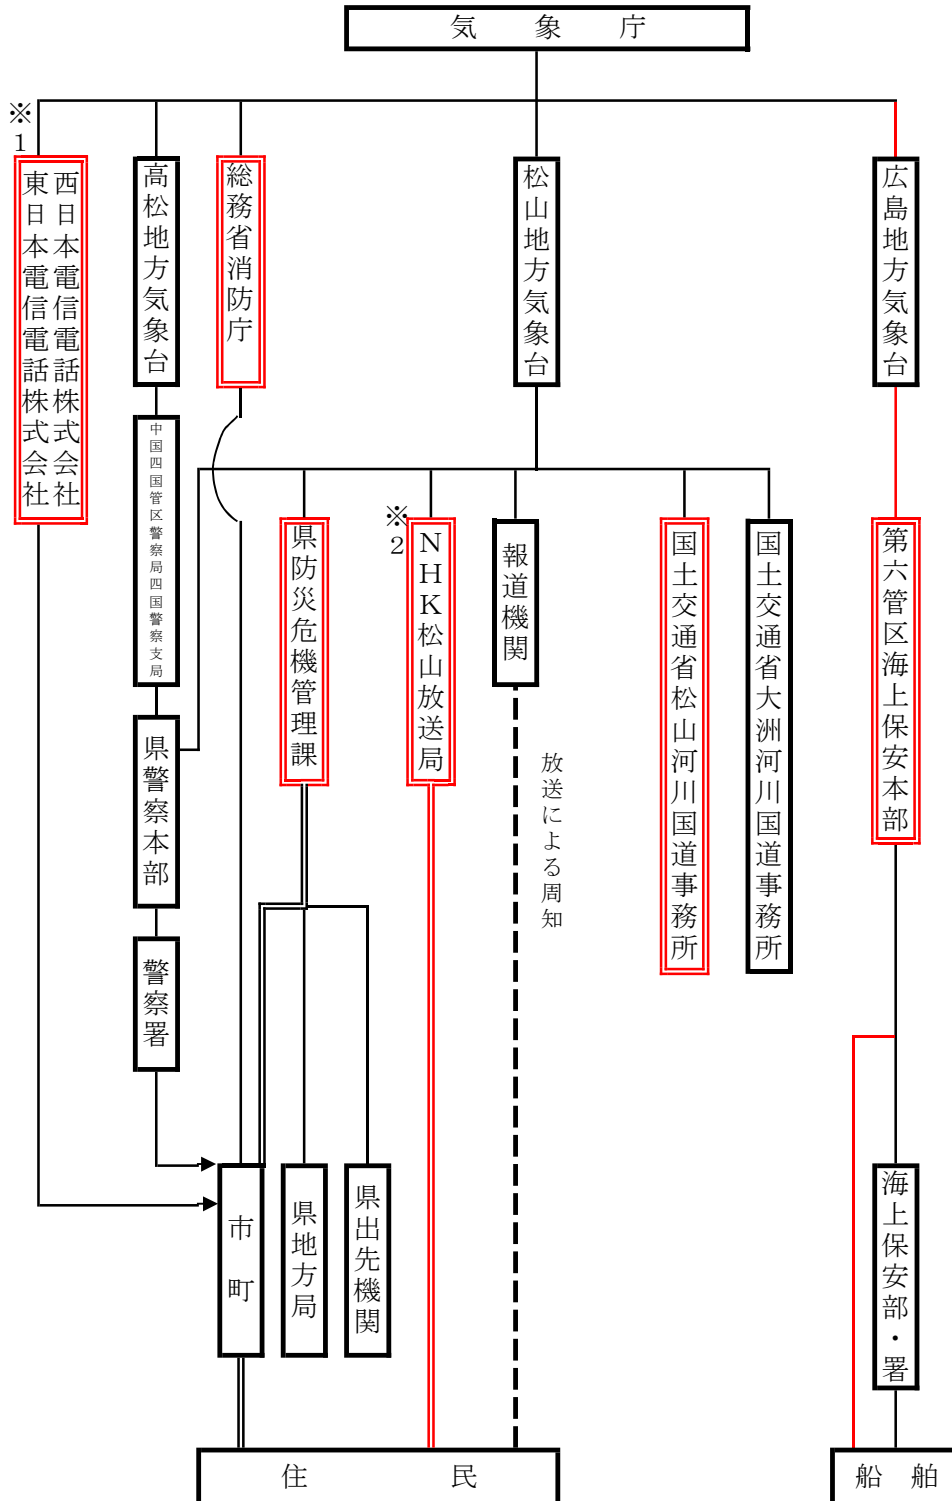 気象庁
※1
東日本電信電話株式会社
西日本電信電話株式会社
高松地方気象台
総務省消防庁
松山地方気象台
広島地方気象台
中国四国管区警察局四国警察支局
県防災危機管理課
※2
NHK松山放送局
報道機関
国土交通省松山河川国道事務所
国土交通省大洲河川国道事務所
第六管区海上保安本部
県警察本部
放送による周知
警察署
市町
県地方局
県出先機関
海上保安部・署
住民
船舶